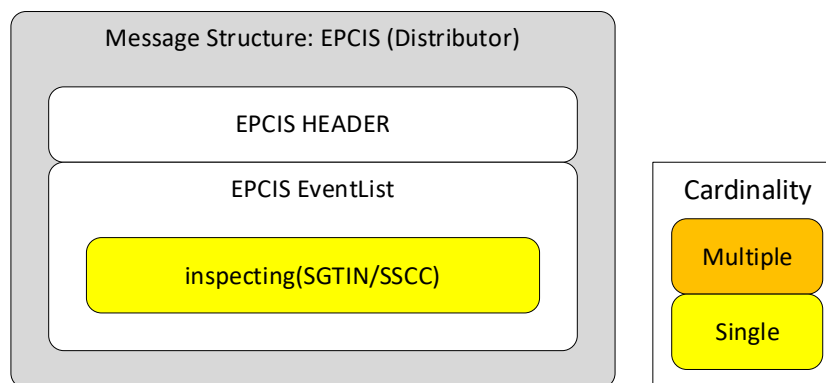 Message Structure: EPCIS (Distributor)
EPCIS HEADER
EPCIS EventList
inspecting(SGTIN/SSCC)
Cardinality
Multiple
Single